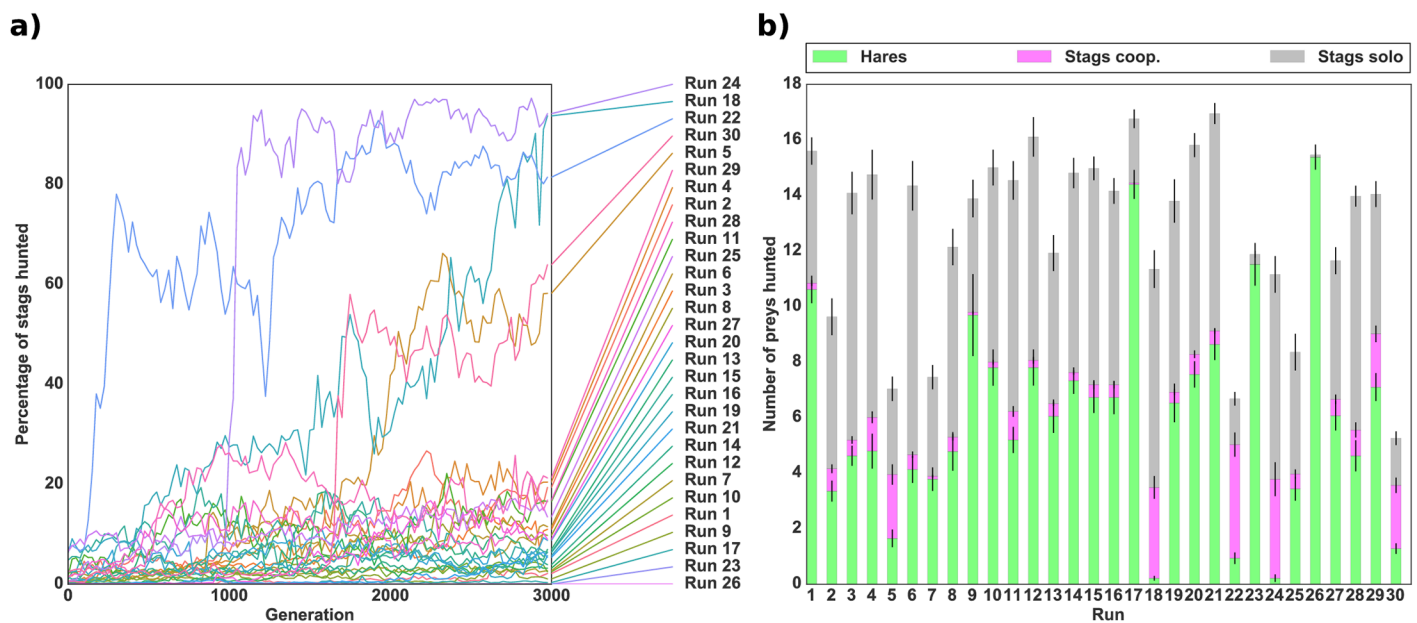 a)
Percentage of stags hunted
100
80
60
40
20
0
0 1000 2000 3000
Generation
Run 24
Run 18
Run 22
Run 30
Run 5
Run 29
Run 4
Run 2
Run 28
Run 11
Run 25
Run 6
Run 3
Run 8
Run 27
Run 20
Run 13
Run 15
Run 16
Run 19
Run 21
Run 14
Run 12
Run 7
Run 10
Run 1
Run 9
Run 17
Run 23
Run 26
b)
Hares Stags coop. Stags solo
Number of preys hunted
18
16
14
12
10
8
6
4
2
0
1 2 3 4 5 6 7 8 9 10 11 12 13 14 15 16 17 18 19 20 21 22 23 24 25 26 27 28 29 30
Run